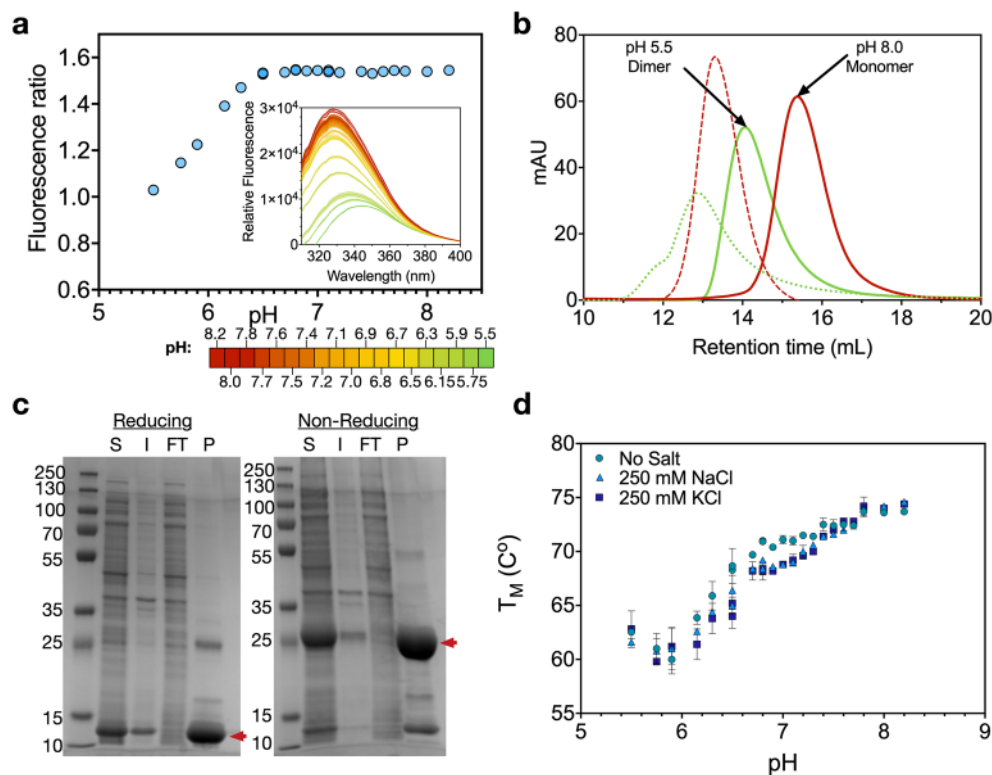 a
Fluorescence ratio
1.6
1.4
1.2
1.0
0.8
0.6
5 6 7 8
pH
Relative Fluorescence
3×10⁴
2×10⁴
1×10⁴
0
320 340 360 380 400
Wavelength (nm)
8.2 7.8 7.6 7.4 7.1 6.9 6.7 6.3 5.9 5.5
pH:
8.0 7.7 7.5 7.2 7.0 6.8 6.5 6.15 5.75
b
mAU
80
60
40
20
0
10 12 14 16 18 20
Retention time (mL)
pH 5.5
Dimer
pH 8.0
Monomer
c
Reducing
S I FT P
250
130
100
70
55
35
25
15
10
Non-Reducing
S I FT P
250
130
100
70
55
35
25
15
10
d
T_M (Cº)
80
75
70
65
60
55
5 6 7 8 9
pH
No Salt
250 mM NaCl
250 mM KCl